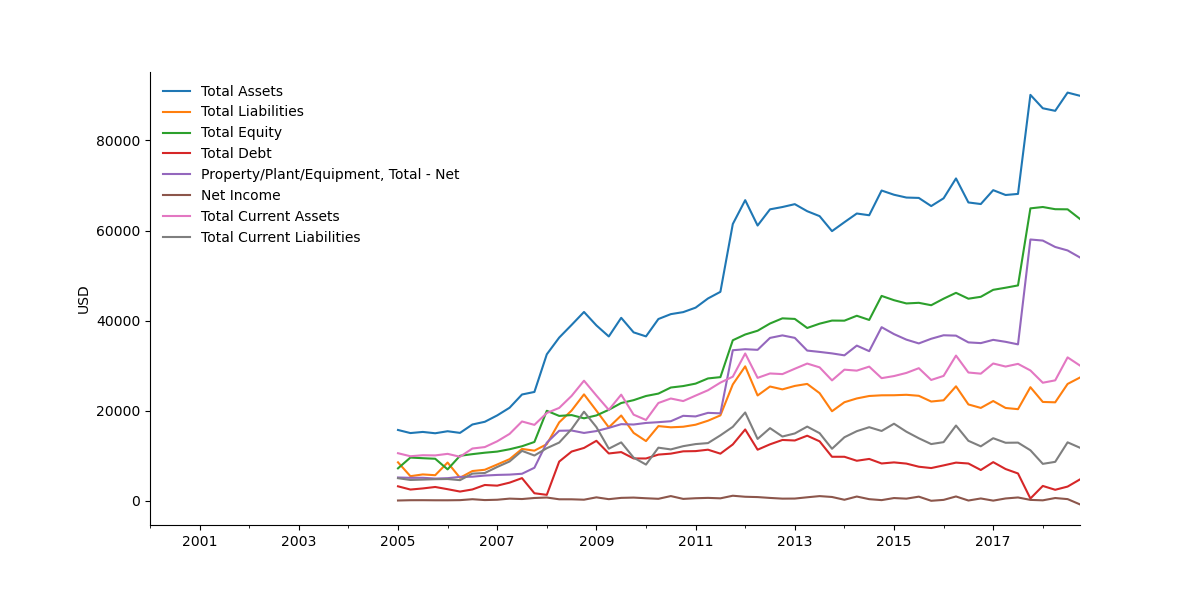 Total Assets
Total Liabilities
Total Equity
Total Debt
Property/Plant/Equipment, Total - Net
Net Income
Total Current Assets
Total Current Liabilities
USD
80000
60000
40000
20000
0
2001 2003 2005 2007 2009 2011 2013 2015 2017